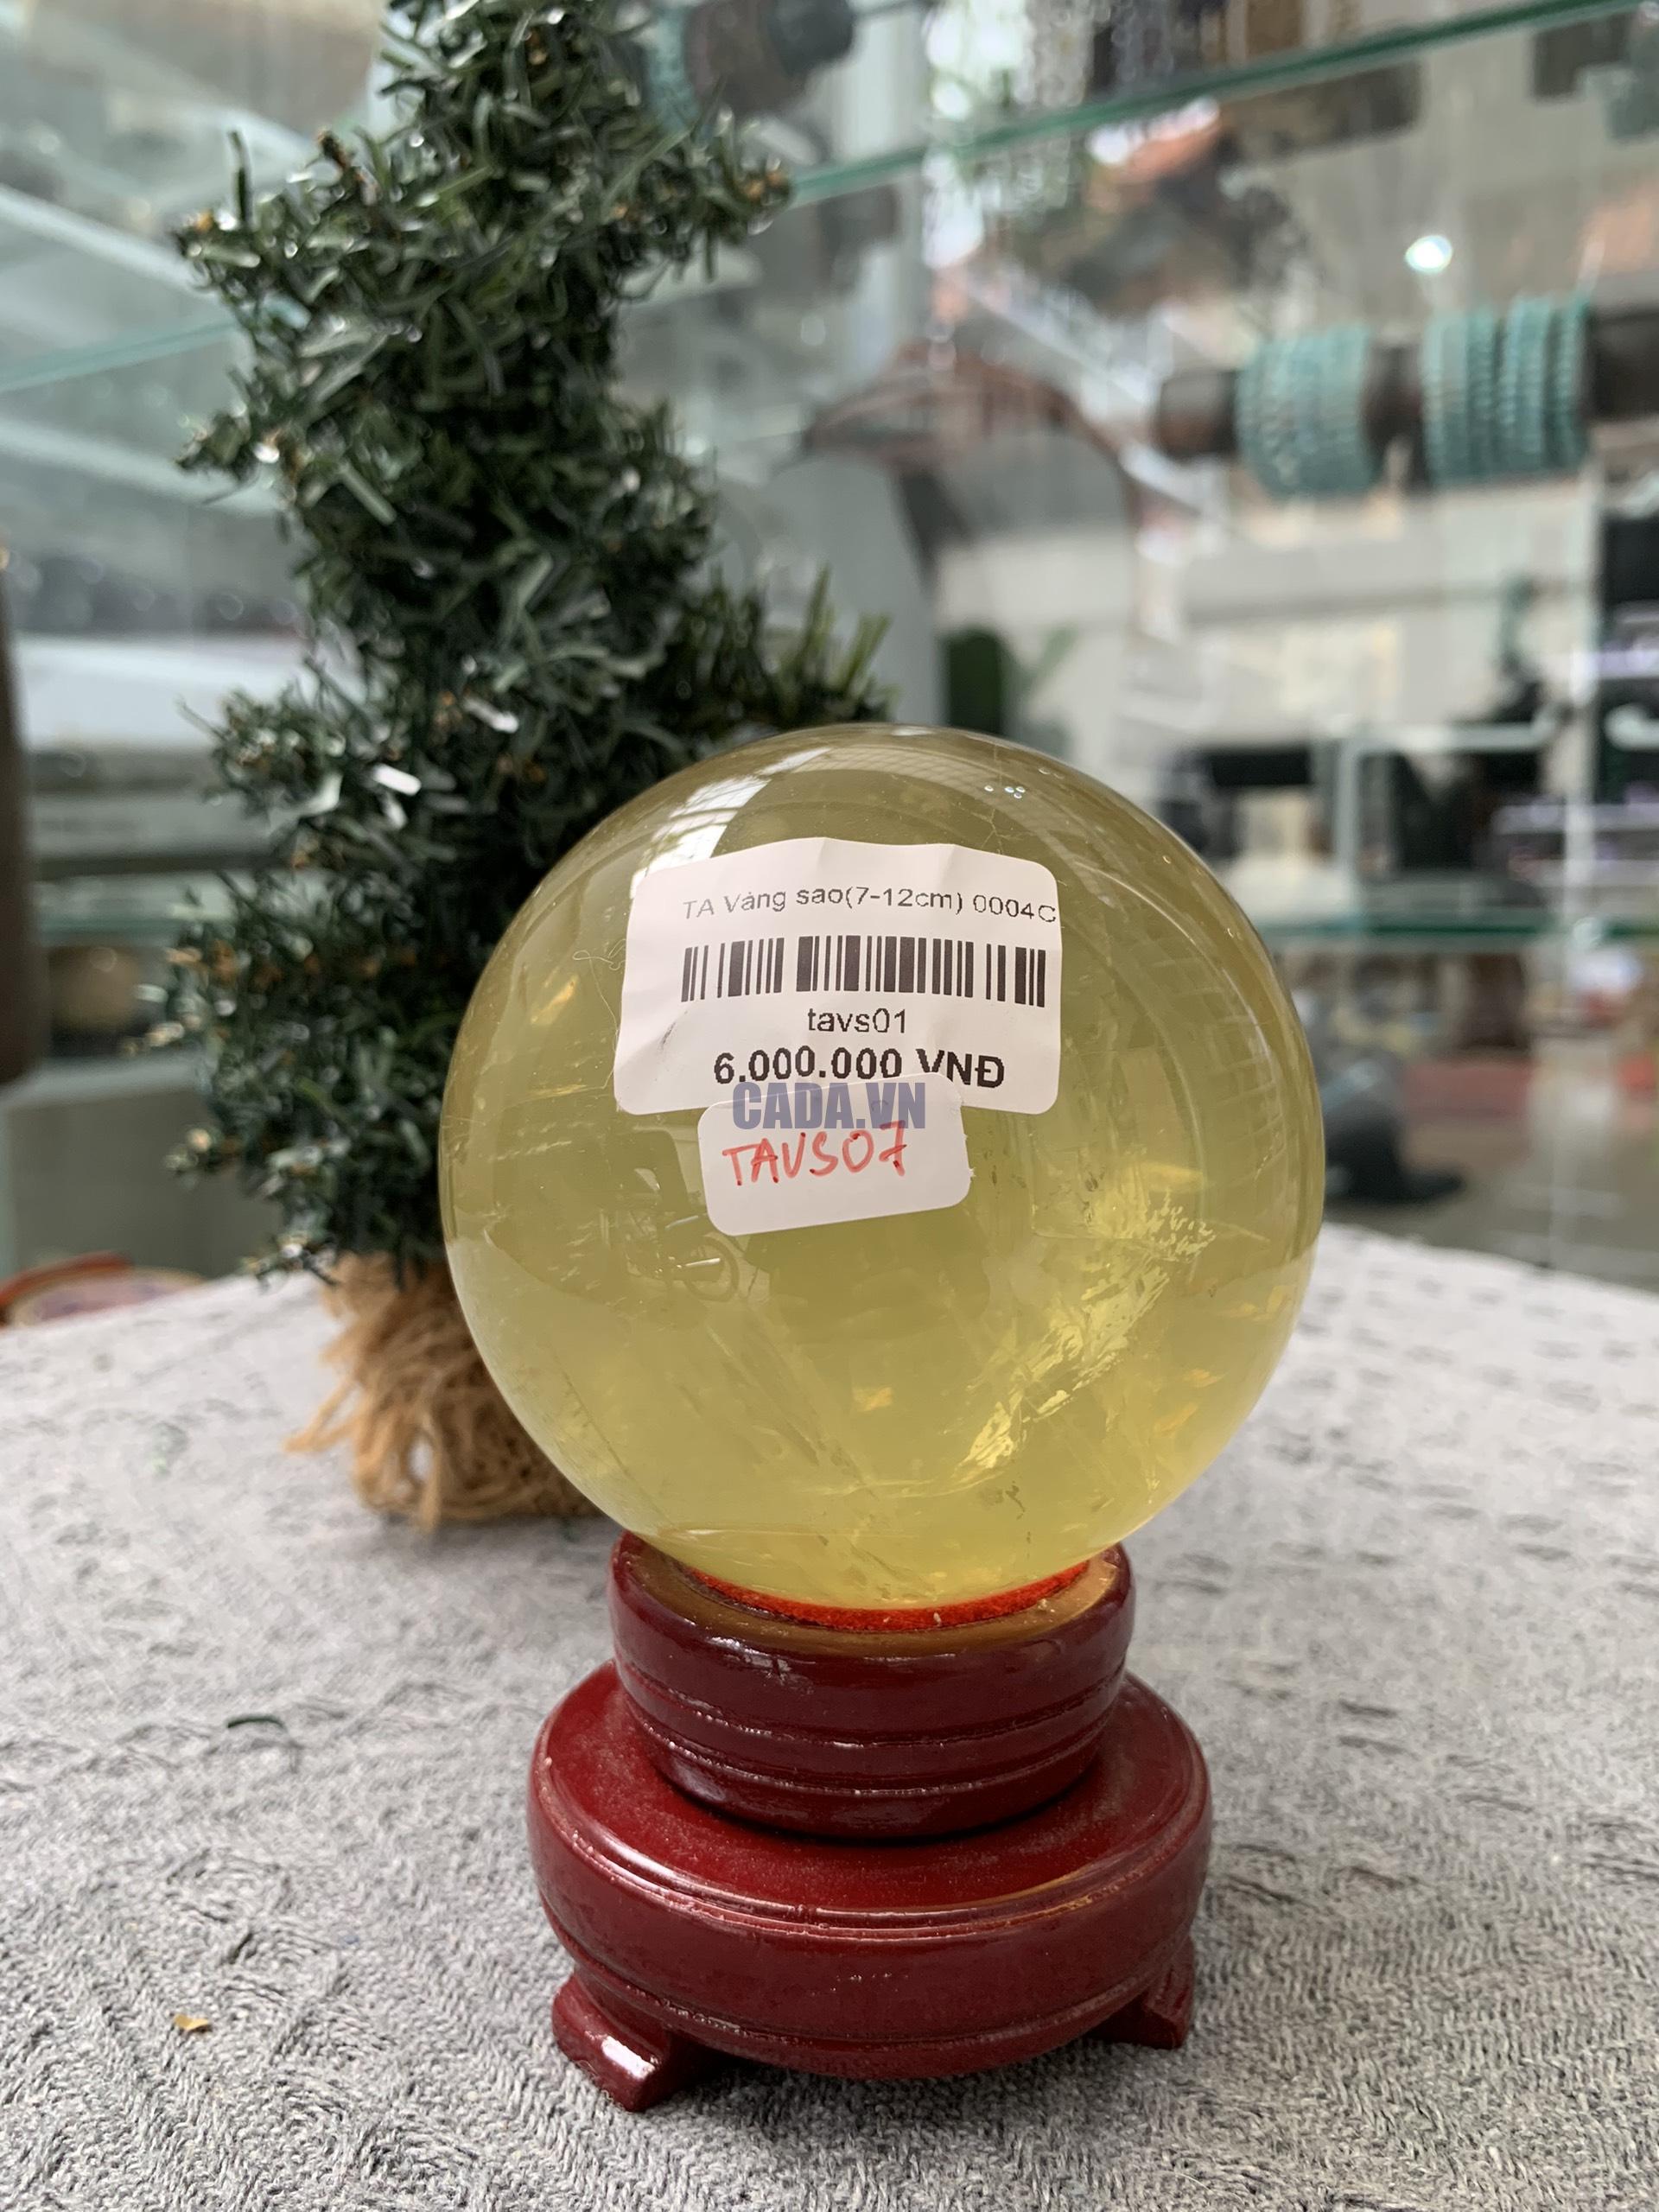 TA Vàng sao(7-12cm) 0004C
tavs01
6.000.000 VNĐ
CADA.VN
TAVS07